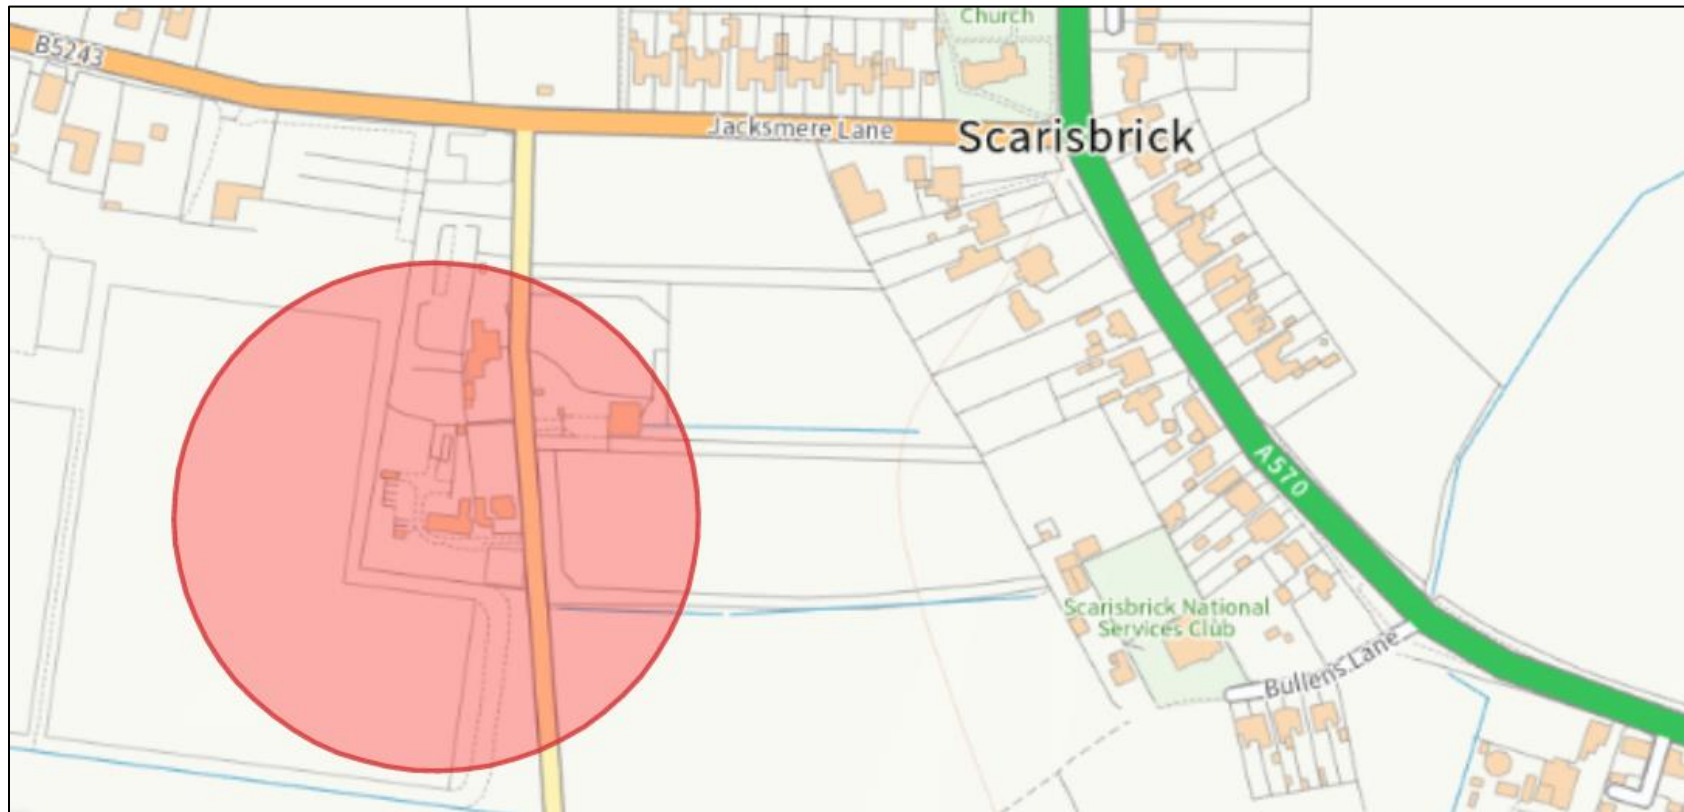 Church
B5243
Jacksmere Lane
Scarisbrick
A570
Scarisbrick National
Services Club
Bullens Lane